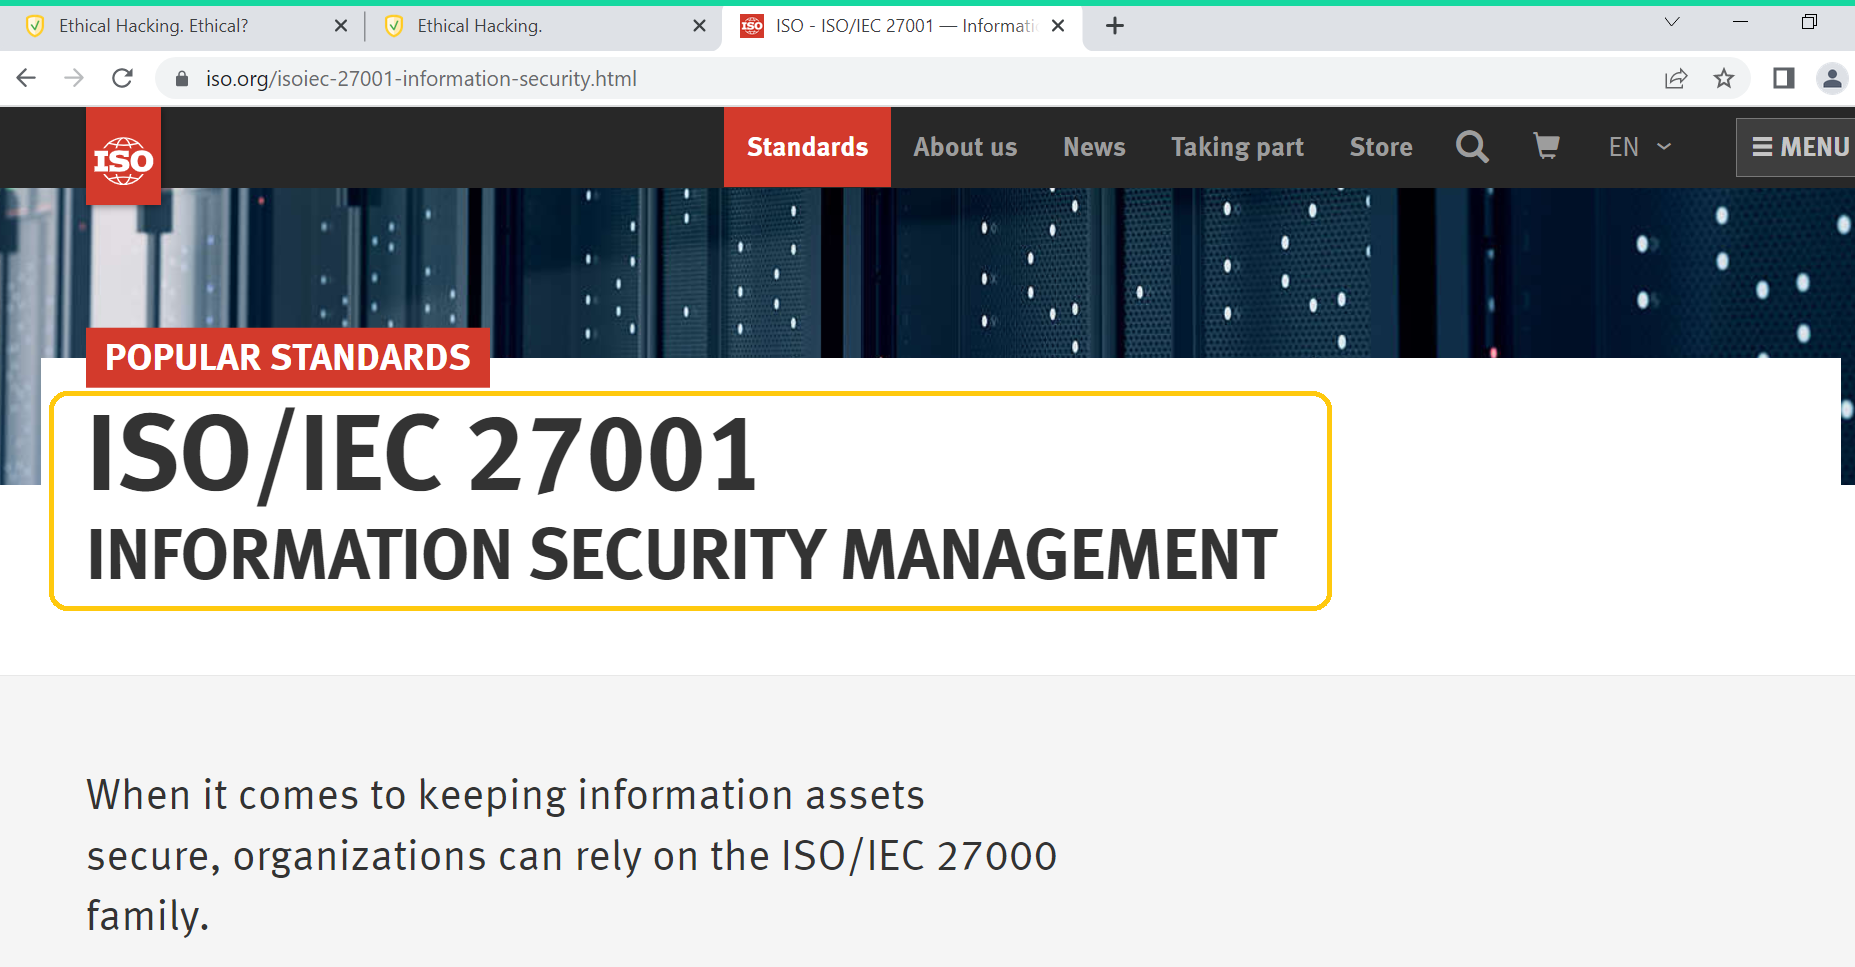 Ethical Hacking. Ethical?
Ethical Hacking.
ISO - ISO/IEC 27001 — Informati
iso.org/isoiec-27001-information-security.html
ISO
Standards
About us
News
Taking part
Store
EN
MENU
POPULAR STANDARDS
ISO/IEC 27001
INFORMATION SECURITY MANAGEMENT
When it comes to keeping information assets
secure, organizations can rely on the ISO/IEC 27000
family.